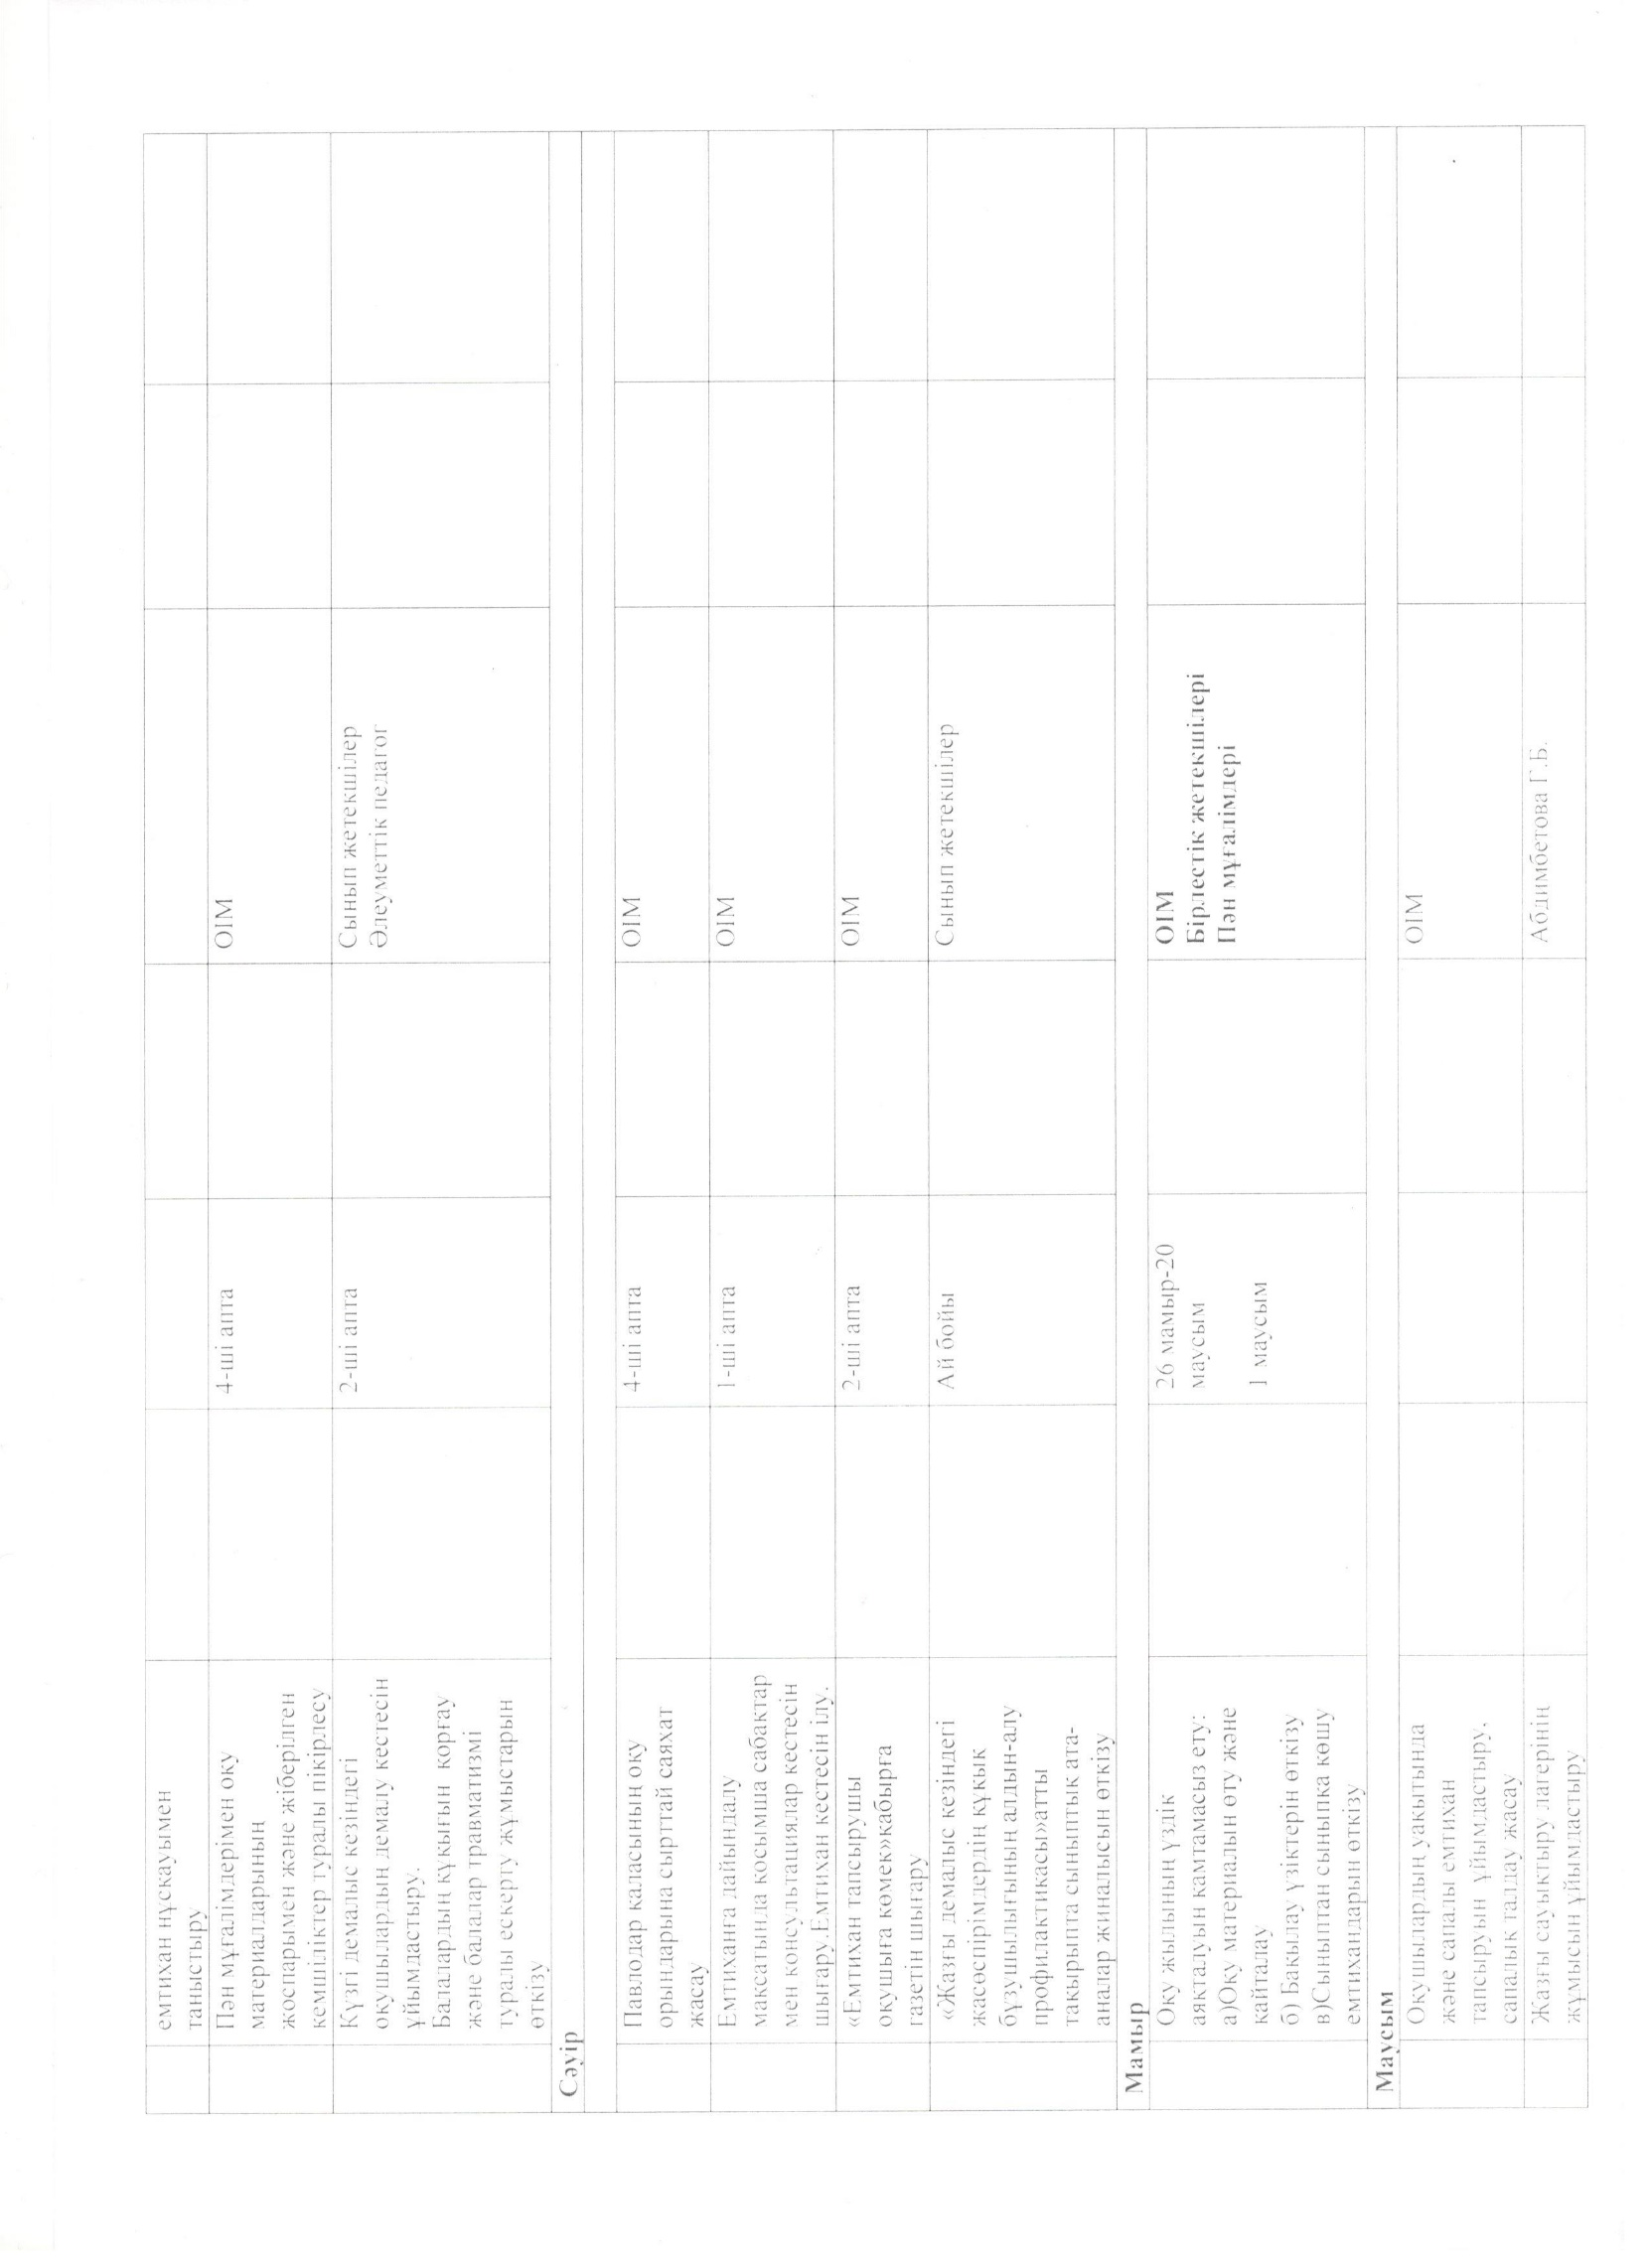 емтихан нұсқауымен
таныстыру
Пән мұғалімдерімен оқу
материалдарының
жоспарымен және жіберілген
кемшіліктер туралы пікірлесу
4-ші апта
ОІМ
Күзгі демалыс кезіндегі
оқушылардың демалу кестесін
ұйымдастыру.
Балалардың құқығын қорғау
және балалар травматизмі
туралы ескерту жұмыстарын
өткізу
2-ші апта
Сынып жетекшілер
Әлеуметтік педагог
Сәуір
Павлодар қаласының оқу
орындарына сырттай саяхат
жасау
4-ші апта
ОІМ
Емтиханға дайындалу
мақсатында қосымша сабақтар
мен консультациялар кестесін
шығару.Емтихан кестесін ілу.
1-ші апта
ОІМ
«Емтихан тапсырушы
оқушыға көмек»қабырға
газетін шығару
2-ші апта
ОІМ
«Жазғы демалыс кезіндегі
жасөспірімдердің құқық
бұзушылығының алдын-алу
профилактикасы»атты
тақырыпта сыныптық ата-
аналар жиналысын өткізу
Ай бойы
Сынып жетекшілер
Мамыр
Оқу жылының үздік
аяқталуын қамтамасыз ету:
а)Оқу материалын өту және
қайталау
б) Бақылау үзіктерін өткізу
в)Сыныптан сыныпқа көшу
емтихандарын өткізу
26 мамыр-20
маусым
1 маусым
ОІМ
Бірлестік жетекшілері
Пән мұғалімдері
Маусым
Оқушылардың уақытында
және сапалы емтихан
тапсыруын ұйымдастыру,
сапалық талдау жасау
ОІМ
Жазғы сауықтыру лагерінің
жұмысын ұйымдастыру
Абдимбетова Г.Б.